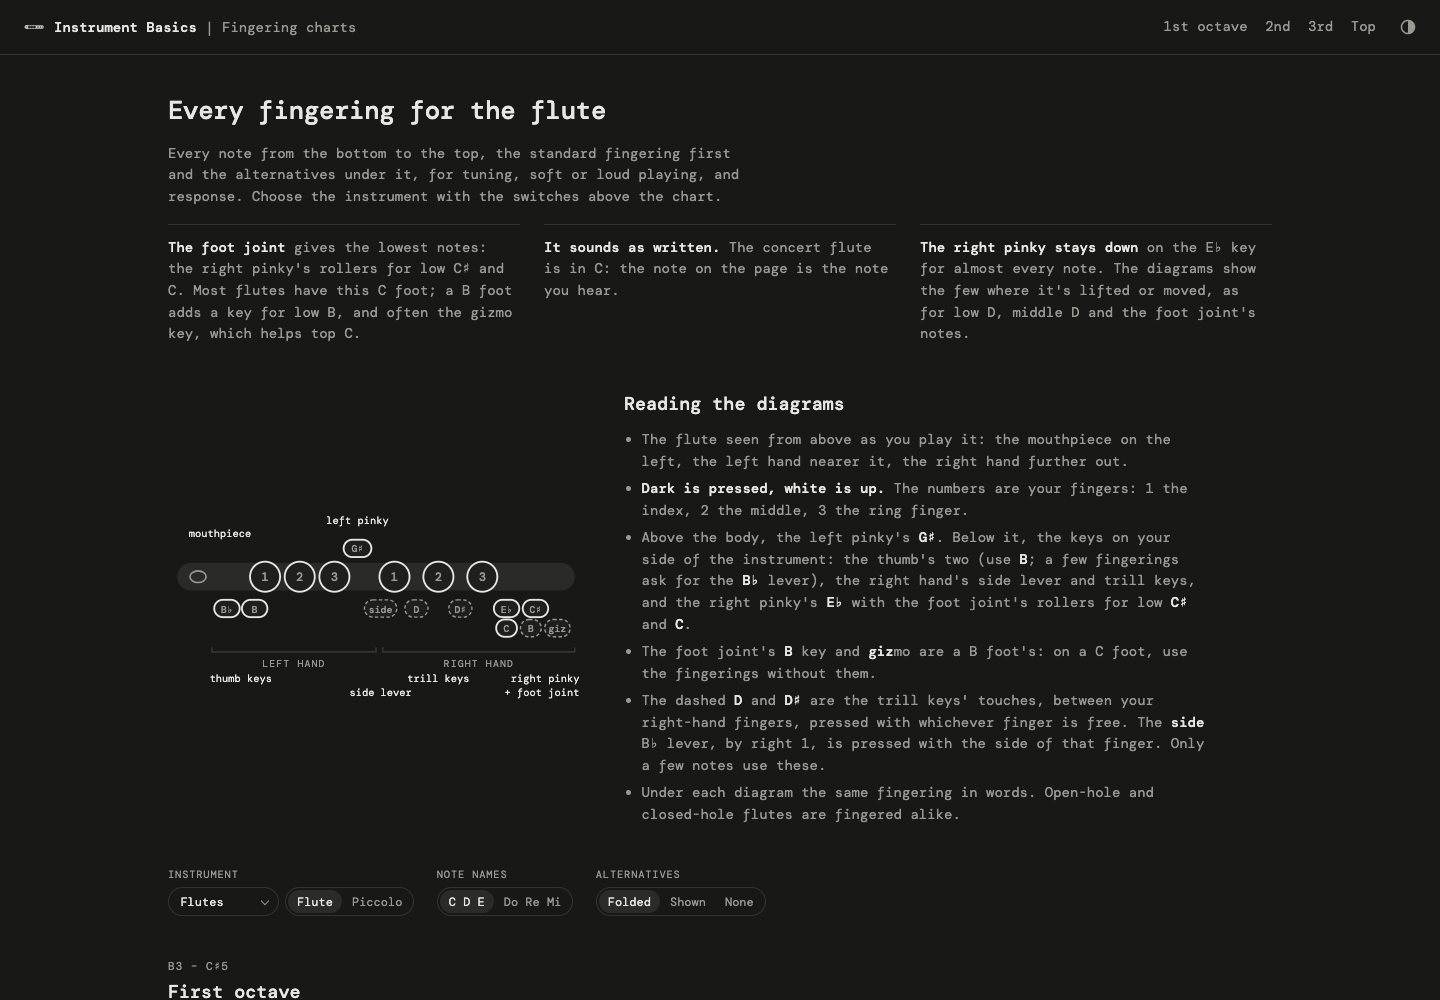 Instrument Basics | Fingering charts
1st octave 2nd 3rd Top
Every fingering for the flute
Every note from the bottom to the top, the standard fingering first
and the alternatives under it, for tuning, soft or loud playing, and
response. Choose the instrument with the switches above the chart.
The foot joint gives the lowest notes:
the right pinky's rollers for low C♯ and
C. Most flutes have this C foot; a B foot
adds a key for low B, and often the gizmo
key, which helps top C.
It sounds as written. The concert flute
is in C: the note on the page is the note
you hear.
The right pinky stays down on the E♭ key
for almost every note. The diagrams show
the few where it's lifted or moved, as
for low D, middle D and the foot joint's
notes.
left pinky
mouthpiece
G♯
1 2 3 1 2 3
B♭ B side D D♯ E♭ C♯
C B giz
LEFT HAND RIGHT HAND
thumb keys trill keys right pinky
side lever + foot joint
Reading the diagrams
• The flute seen from above as you play it: the mouthpiece on the
left, the left hand nearer it, the right hand further out.
• Dark is pressed, white is up. The numbers are your fingers: 1 the
index, 2 the middle, 3 the ring finger.
• Above the body, the left pinky's G♯. Below it, the keys on your
side of the instrument: the thumb's two (use B; a few fingerings
ask for the B♭ lever), the right hand's side lever and trill keys,
and the right pinky's E♭ with the foot joint's rollers for low C♯
and C.
• The foot joint's B key and gizmo are a B foot's: on a C foot, use
the fingerings without them.
• The dashed D and D♯ are the trill keys' touches, between your
right-hand fingers, pressed with whichever finger is free. The side
B♭ lever, by right 1, is pressed with the side of that finger. Only
a few notes use these.
• Under each diagram the same fingering in words. Open-hole and
closed-hole flutes are fingered alike.
INSTRUMENT NOTE NAMES ALTERNATIVES
Flutes Flute Piccolo C D E Do Re Mi Folded Shown None
B3 – C♯5
First octave